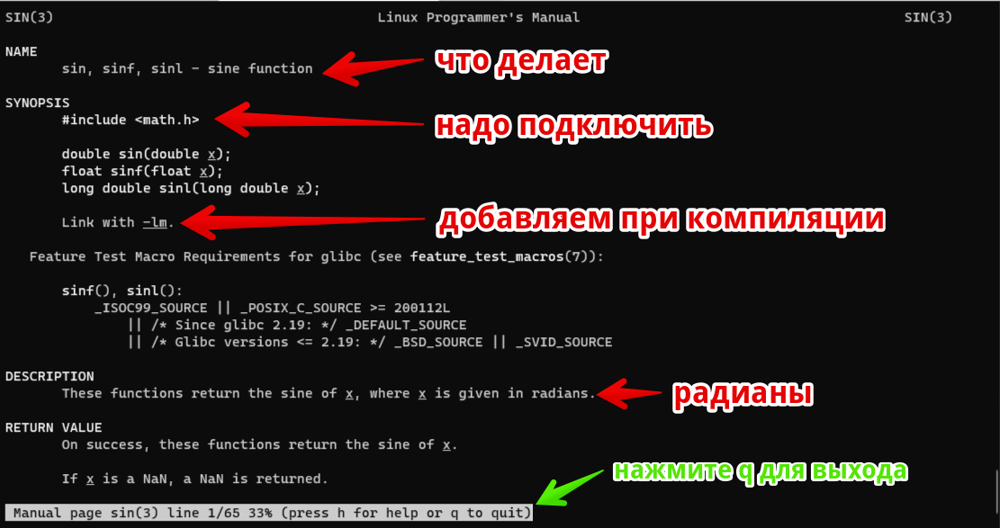 SIN(3) Linux Programmer's Manual SIN(3)
NAME
sin, sinf, sinl - sine function
что делает
SYNOPSIS
#include <math.h>
надо подключить
double sin(double x);
float sinf(float x);
long double sinl(long double x);
Link with -lm.
добавляем при компиляции
Feature Test Macro Requirements for glibc (see feature_test_macros(7)):
sinf(), sinl():
_ISOC99_SOURCE || _POSIX_C_SOURCE >= 200112L
|| /* Since glibc 2.19: */ _DEFAULT_SOURCE
|| /* Glibc versions <= 2.19: */ _BSD_SOURCE || _SVID_SOURCE
DESCRIPTION
These functions return the sine of x, where x is given in radians.
радианы
RETURN VALUE
On success, these functions return the sine of x.
If x is a NaN, a NaN is returned.
нажмите q для выхода
Manual page sin(3) line 1/65 33% (press h for help or q to quit)